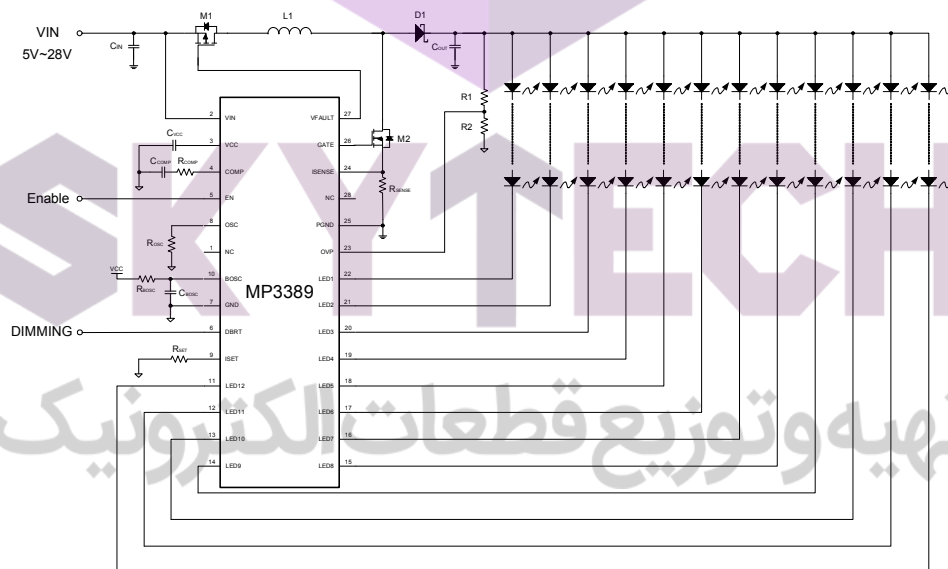 M1
L1
D1
VIN
5V~28V
CIN
COUT
R1
R2
2
VIN
VFAULT
27
CVCC
3
VCC
GATE
26
M2
CCOMP
RCOMP
4
COMP
ISENSE
24
RSENSE
Enable
5
EN
NC
28
8
OSC
PGND
25
ROSC
1
NC
OVP
23
VCC
10
BOSC
LED1
22
RBOSC
CBOSC
MP3389
7
GND
LED2
21
DIMMING
6
DBRT
LED3
20
RSET
9
ISET
LED4
19
11
LED12
LED5
18
12
LED11
LED6
17
13
LED10
LED7
16
14
LED9
LED8
15
SKYTECH
تهیه و توزیع قطعات الکترونیک